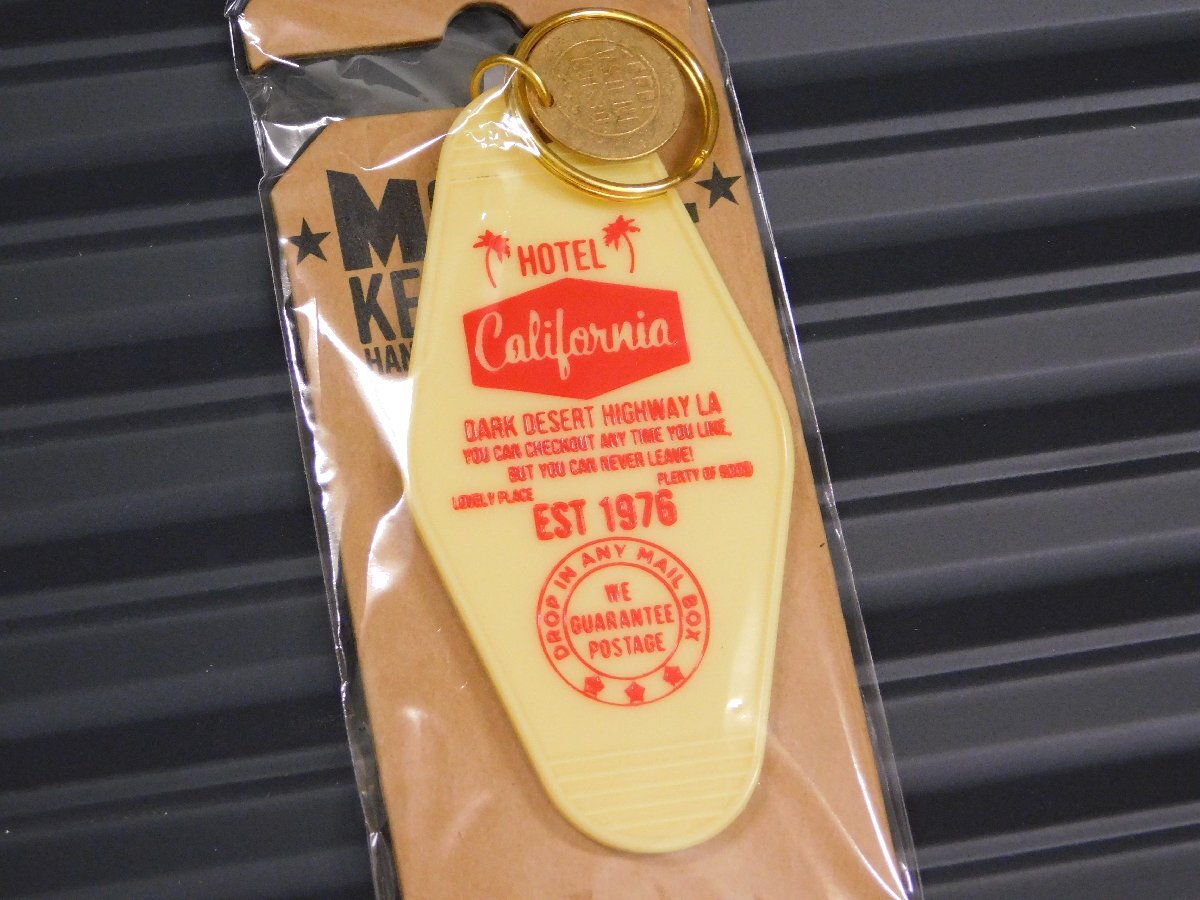 HOTEL
California
DARK DESERT HIGHWAY LA
YOU CAN CHECKOUT ANY TIME YOU LIKE,
BUT YOU CAN NEVER LEAVE!
LOVELY PLACE
PLENTY OF ROOM
EST 1976
DROP IN ANY MAIL BOX
WE
GUARANTEE
POSTAGE